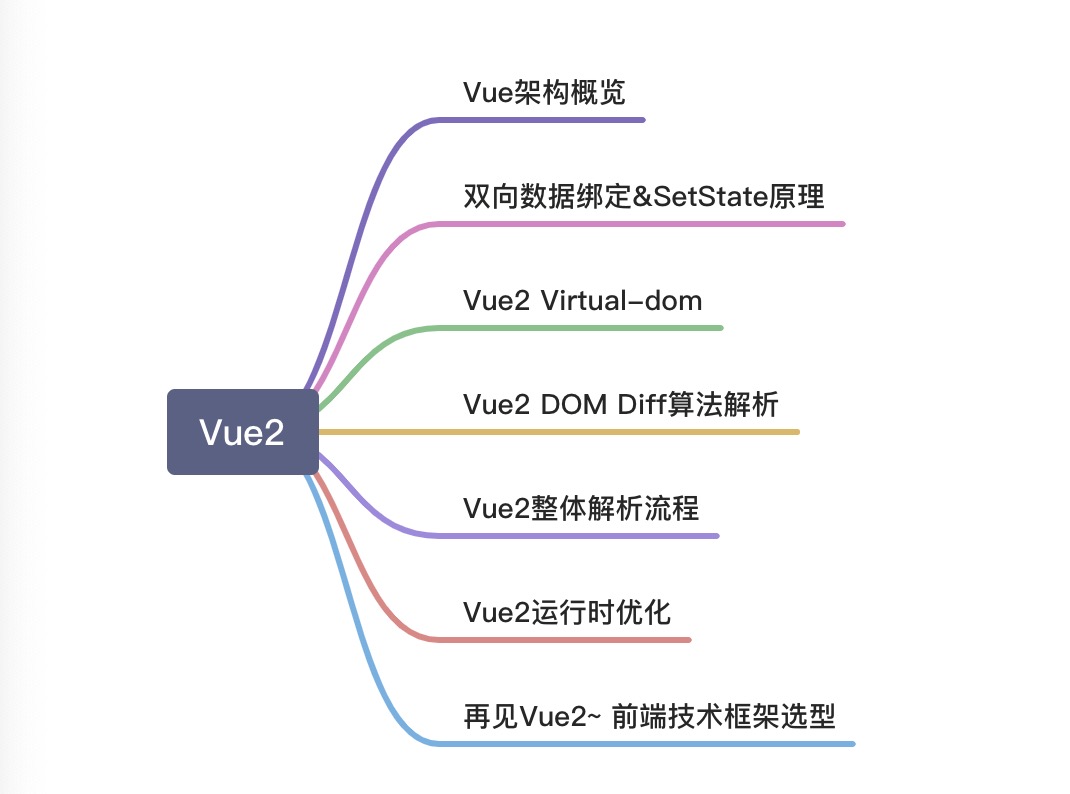 Vue架构概览
双向数据绑定&SetState原理
Vue2 Virtual-dom
Vue2 DOM Diff算法解析
Vue2
Vue2整体解析流程
Vue2运行时优化
再见Vue2~ 前端技术框架选型